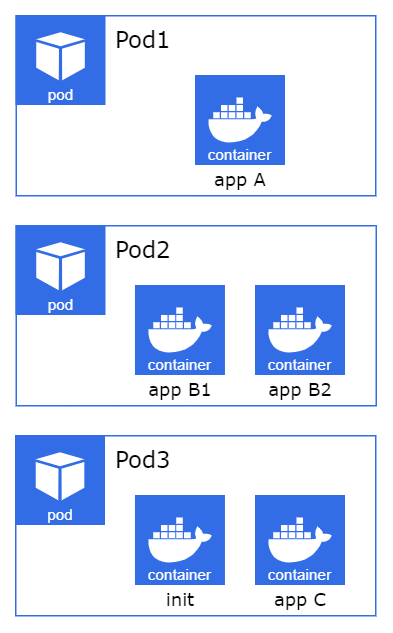 Pod1
pod
container
app A
Pod2
pod
container container
app B1 app B2
Pod3
pod
container container
init app C